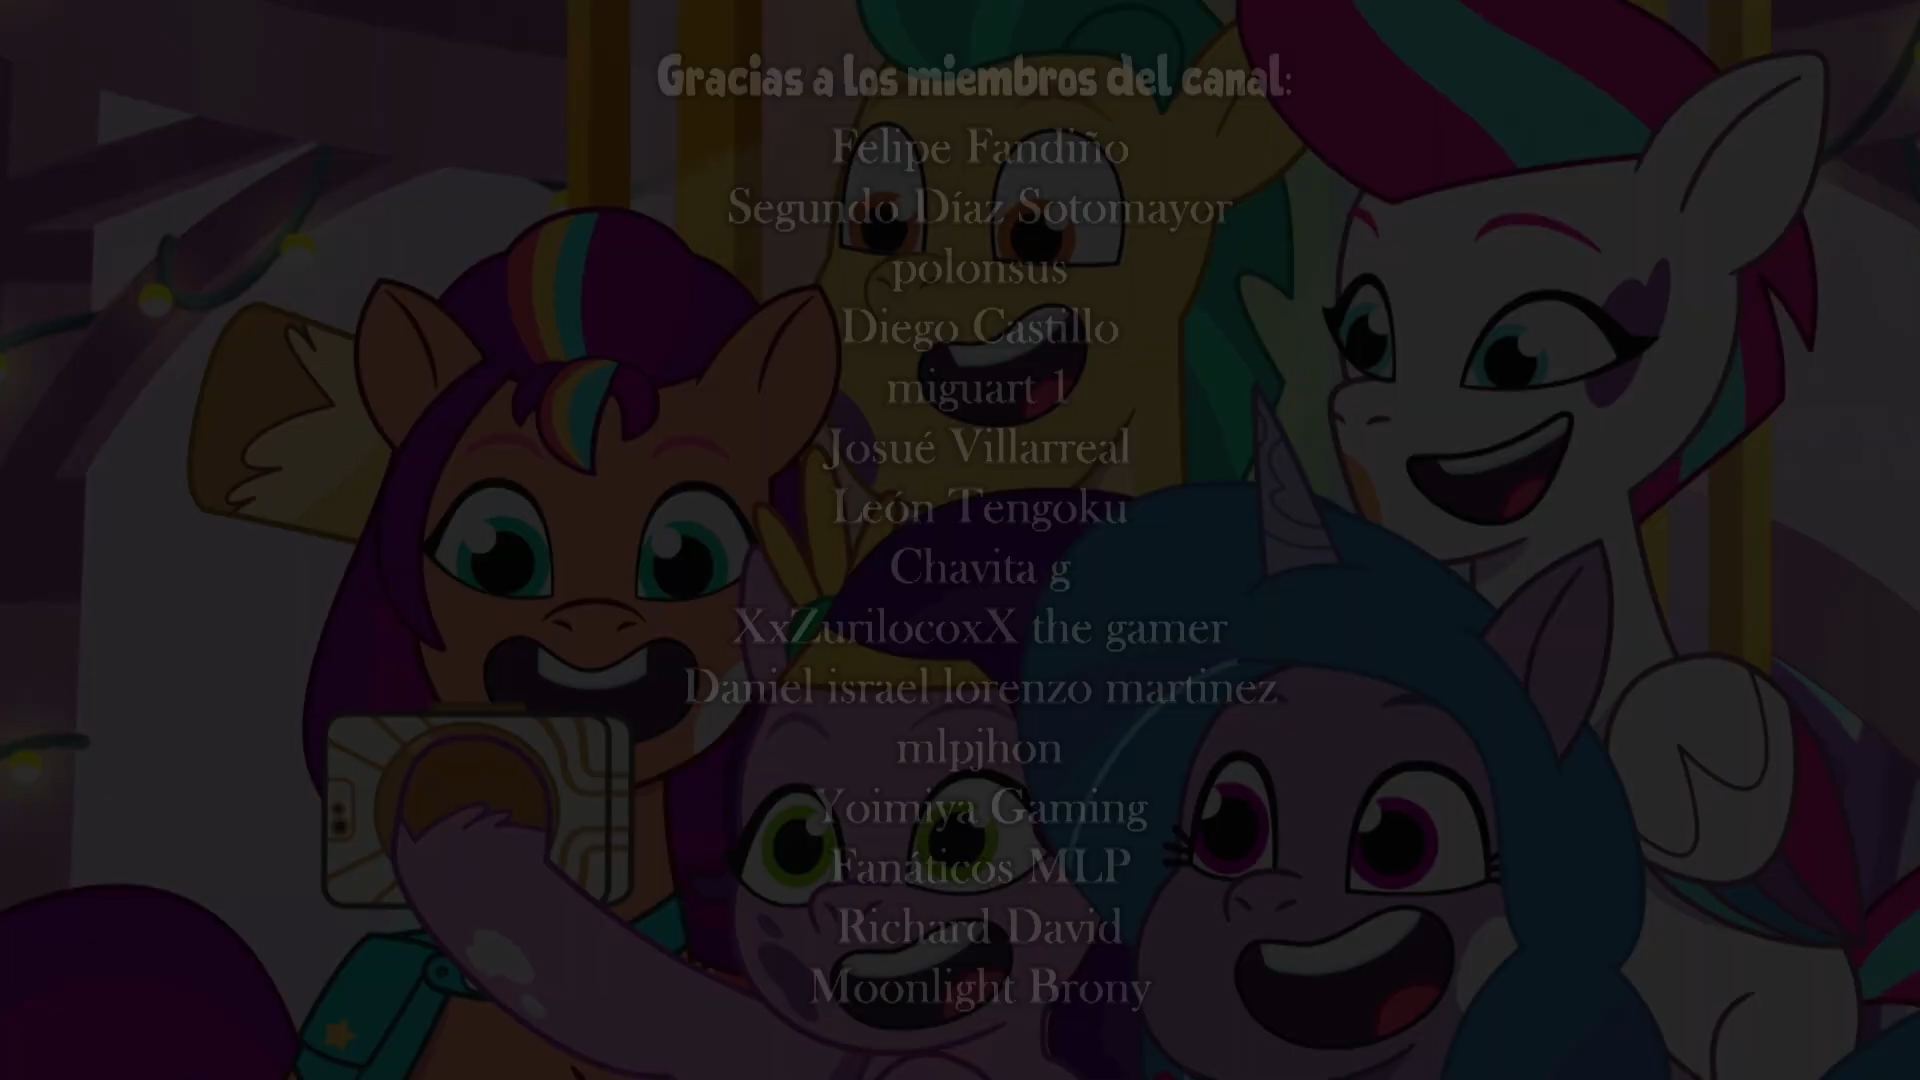 Gracias a los miembros del canal:
Felipe Fandiño
Segundo Díaz Sotomayor
polonsus
Diego Castillo
miguart 1
Josué Villarreal
León Tengoku
Chavita g
XxZurilocoxX the gamer
Daniel israel lorenzo martinez
mlpjhon
Yoimiya Gaming
Fanáticos MLP
Richard David
Moonlight Brony